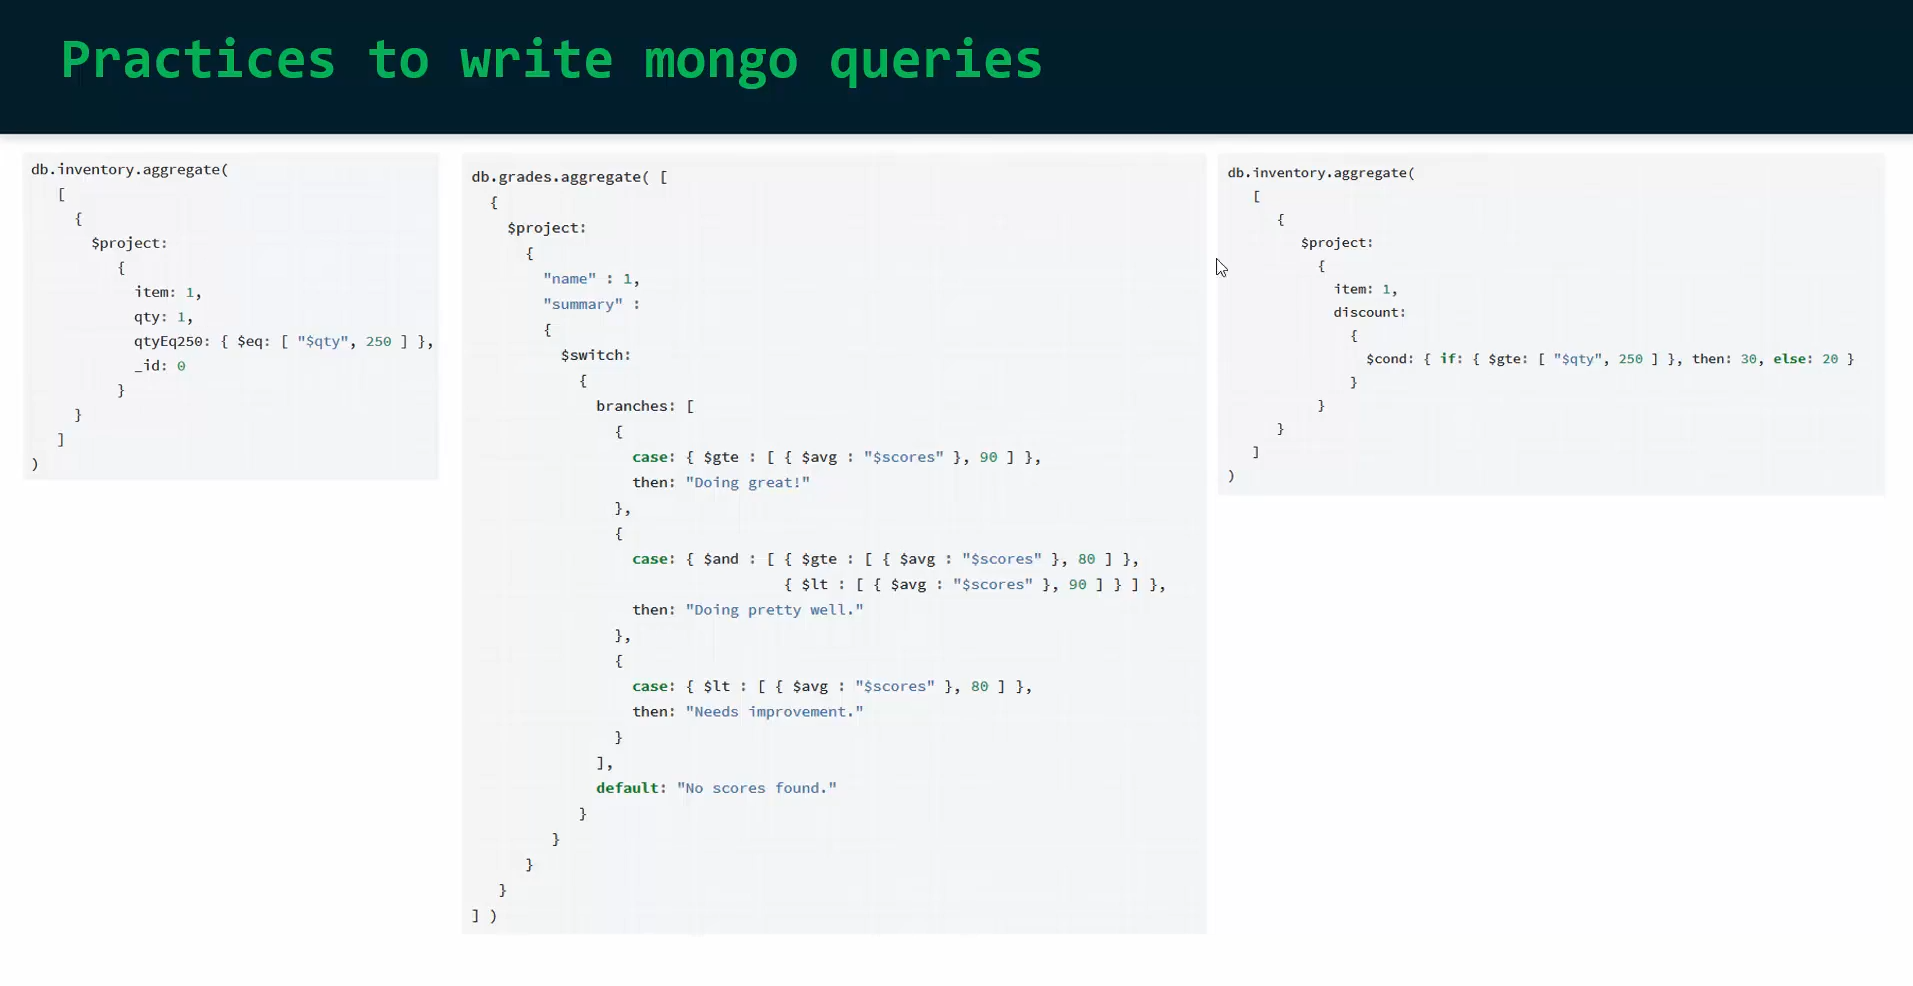 Practices to write mongo queries
db.inventory.aggregate(
[
{
$project:
{
item: 1,
qty: 1,
qtyEq250: { $eq: [ "$qty", 250 ] },
_id: 0
}
}
]
)
db.grades.aggregate( [
{
$project:
{
"name" : 1,
"summary" :
{
$switch:
{
branches: [
{
case: { $gte : [ { $avg : "$scores" }, 90 ] },
then: "Doing great!"
},
{
case: { $and : [ { $gte : [ { $avg : "$scores" }, 80 ] },
{ $lt : [ { $avg : "$scores" }, 90 ] } ] },
then: "Doing pretty well."
},
{
case: { $lt : [ { $avg : "$scores" }, 80 ] },
then: "Needs improvement."
}
],
default: "No scores found."
}
}
}
}
] )
db.inventory.aggregate(
[
{
$project:
{
item: 1,
discount:
{
$cond: { if: { $gte: [ "$qty", 250 ] }, then: 30, else: 20 }
}
}
}
]
)